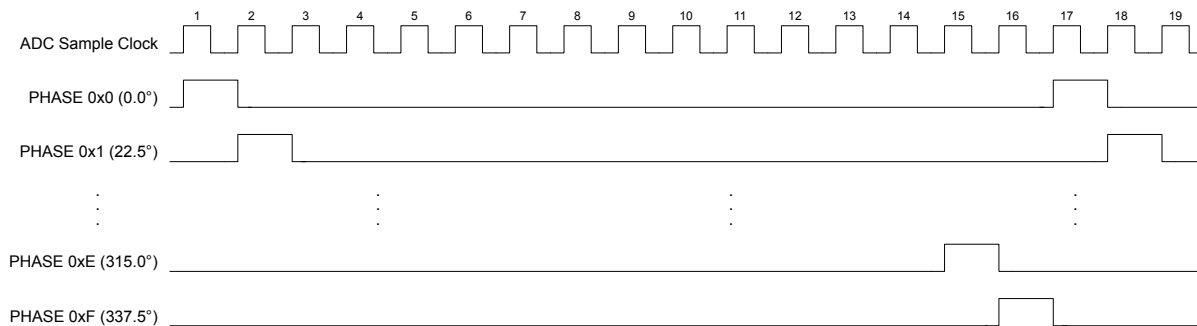 1 2 3 4 5 6 7 8 9 10 11 12 13 14 15 16 17 18 19
ADC Sample Clock
PHASE 0x0 (0.0°)
PHASE 0x1 (22.5°)
PHASE 0xE (315.0°)
PHASE 0xF (337.5°)